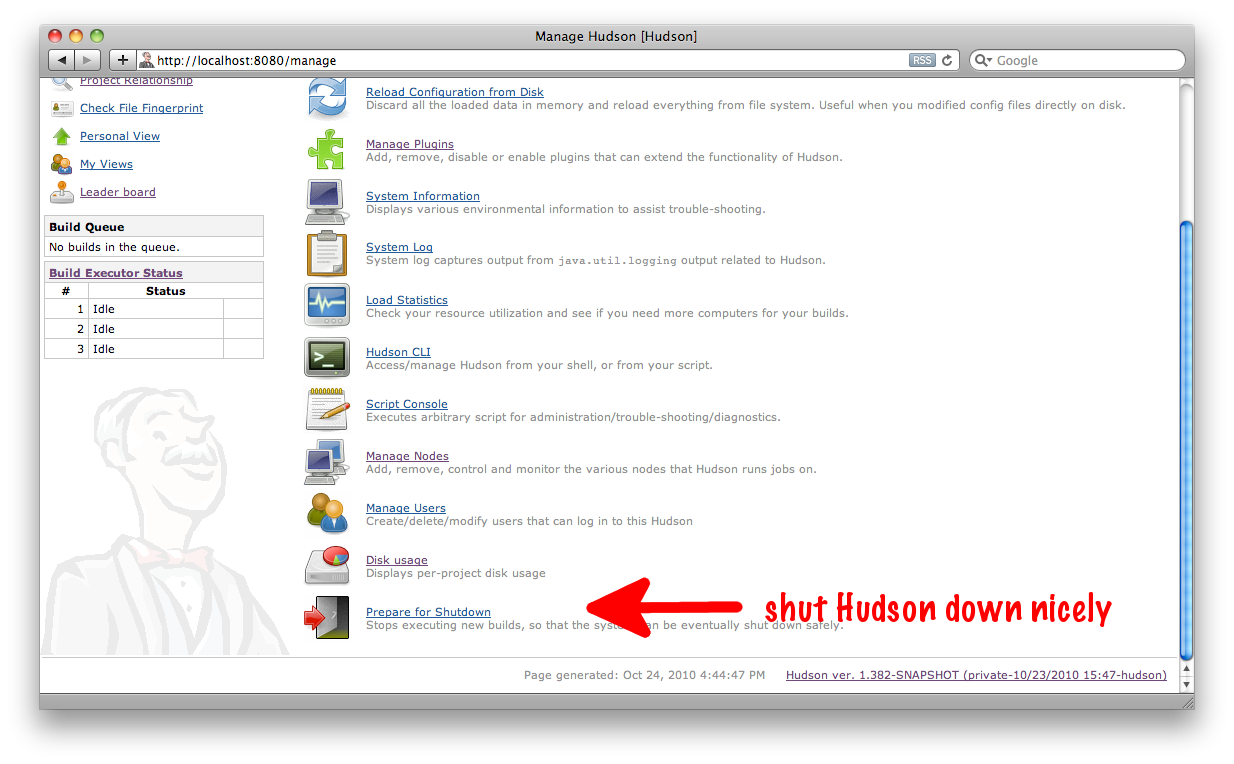 Manage Hudson [Hudson]
http://localhost:8080/manage
RSS
Google
Project Relationship
Check File Fingerprint
Personal View
My Views
Leader board
Build Queue
No builds in the queue.
Build Executor Status
# Status
1 Idle
2 Idle
3 Idle
Reload Configuration from Disk
Discard all the loaded data in memory and reload everything from file system. Useful when you modified config files directly on disk.
Manage Plugins
Add, remove, disable or enable plugins that can extend the functionality of Hudson.
System Information
Displays various environmental information to assist trouble-shooting.
System Log
System log captures output from java.util.logging output related to Hudson.
Load Statistics
Check your resource utilization and see if you need more computers for your builds.
Hudson CLI
Access/manage Hudson from your shell, or from your script.
Script Console
Executes arbitrary script for administration/trouble-shooting/diagnostics.
Manage Nodes
Add, remove, control and monitor the various nodes that Hudson runs jobs on.
Manage Users
Create/delete/modify users that can log in to this Hudson
Disk usage
Displays per-project disk usage
Prepare for Shutdown
Stops executing new builds, so that the system can be eventually shut down safely.
shut Hudson down nicely
Page generated: Oct 24, 2010 4:44:47 PM
Hudson ver. 1.382-SNAPSHOT (private-10/23/2010 15:47-hudson)